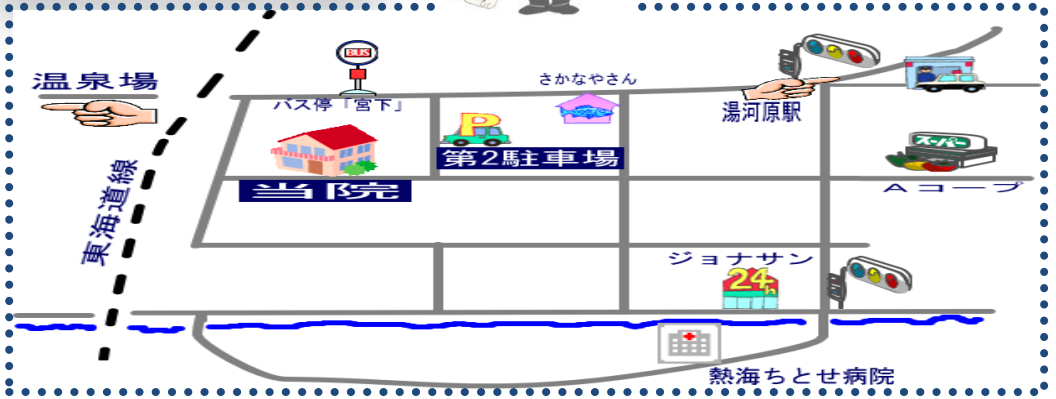 BUS
温泉場
さかなやさん
バス停「宮下」
湯河原駅
P
第2駐車場
スーパー
Aコープ
当院
東海道線
ジョナサン
24h
熱海ちとせ病院